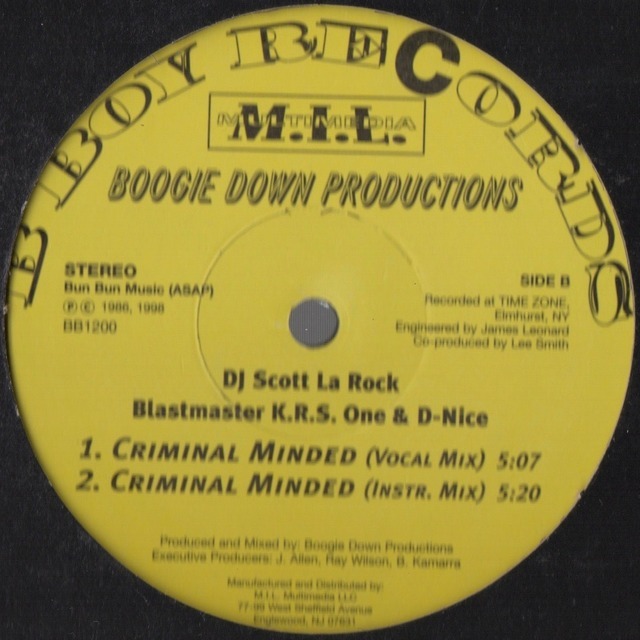 B BOY RECORDS
MULTIMEDIA
M.I.L.
BOOGIE DOWN PRODUCTIONS
STEREO
Bun Bun Music (ASAP)
℗ © 1986, 1998
BB1200
SIDE B
Recorded at TIME ZONE,
Elmhurst, NY
Engineered by James Leonard
Co-produced by Lee Smith
DJ Scott La Rock
Blastmaster K.R.S. One & D-Nice
1. CRIMINAL MINDED (VOCAL MIX) 5:07
2. CRIMINAL MINDED (INSTR. MIX) 5:20
Produced and Mixed by: Boogie Down Productions
Executive Producers: J. Allen, Ray Wilson, B. Kamarra
Manufactured and Distributed by:
M.I.L. Multimedia LLC
77-99 West Sheffield Avenue
Englewood, NJ 07631